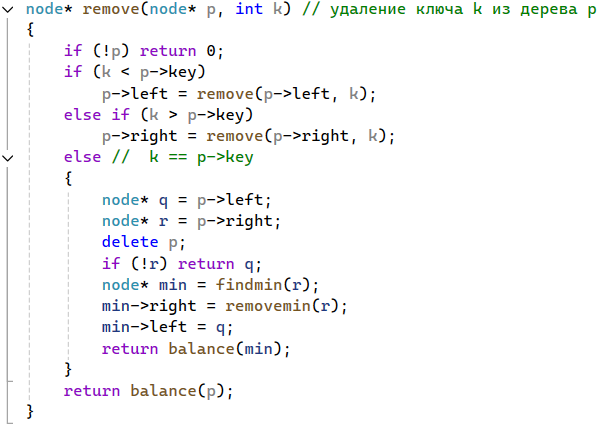 node* remove(node* p, int k) // удаление ключа k из дерева p
{
    if (!p) return 0;
    if (k < p->key)
        p->left = remove(p->left, k);
    else if (k > p->key)
        p->right = remove(p->right, k);
    else //  k == p->key
    {
        node* q = p->left;
        node* r = p->right;
        delete p;
        if (!r) return q;
        node* min = findmin(r);
        min->right = removemin(r);
        min->left = q;
        return balance(min);
    }
    return balance(p);
}